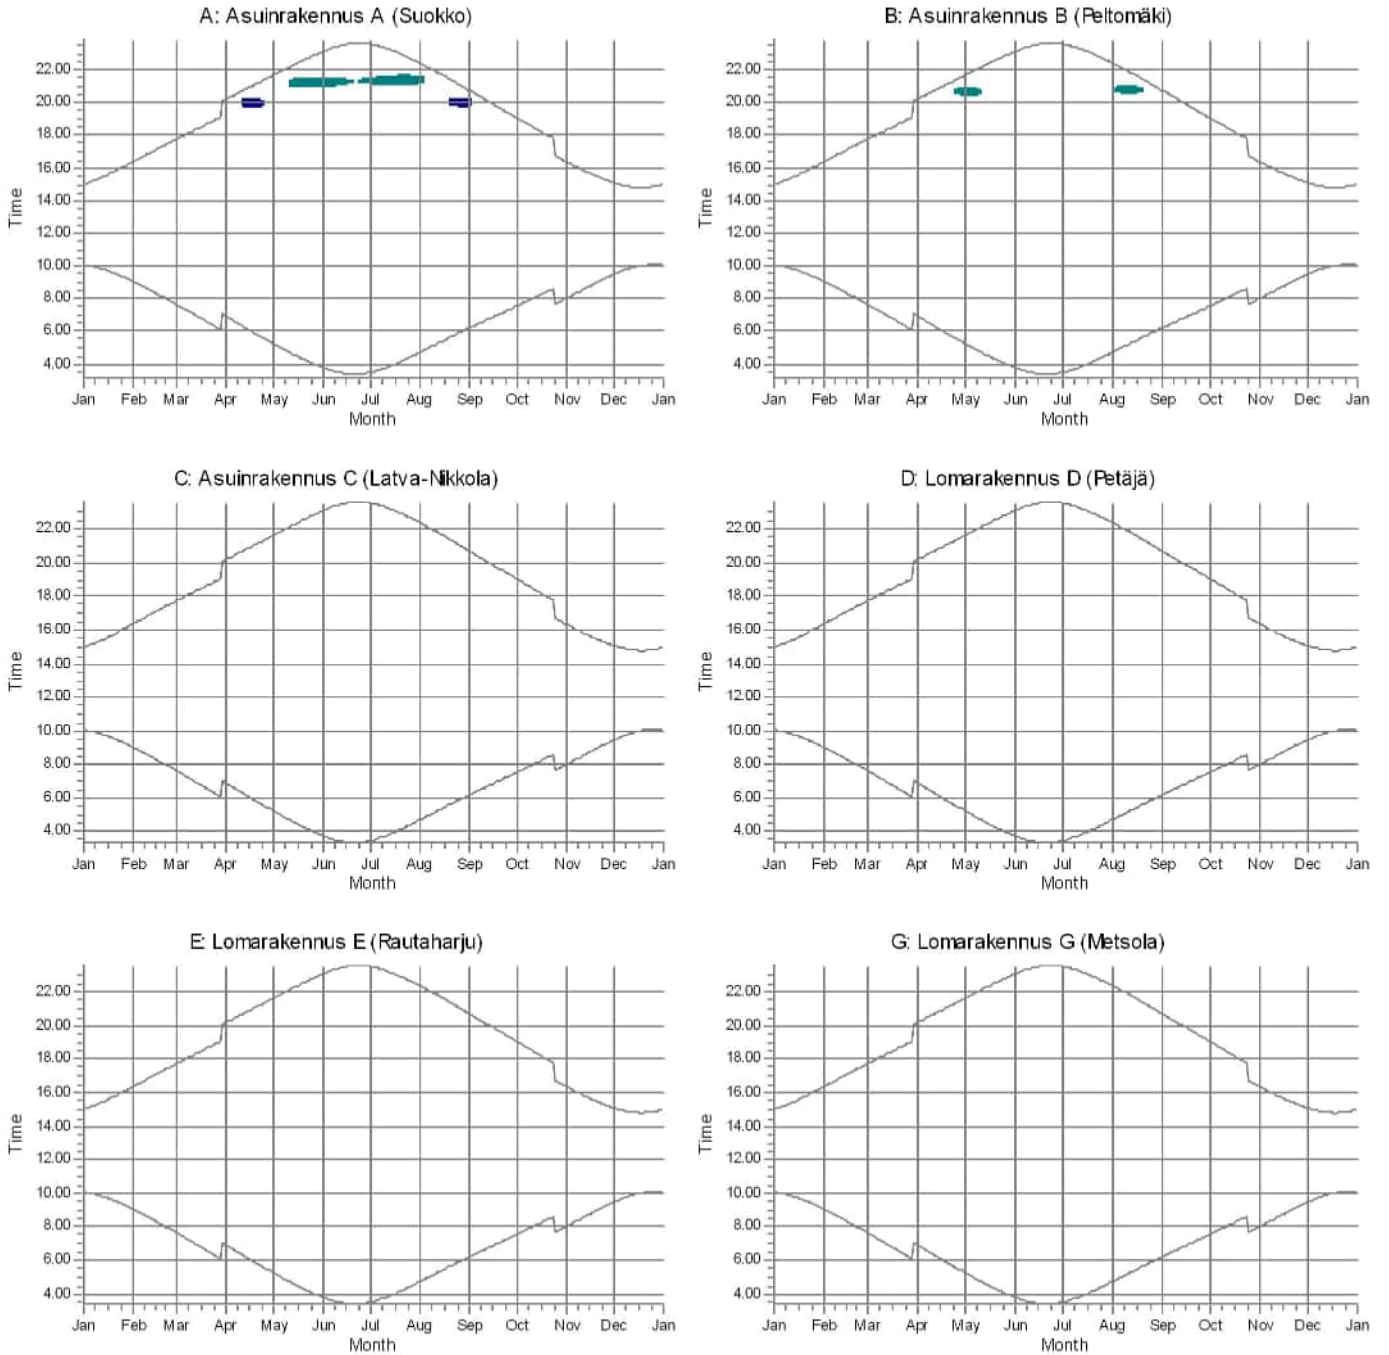 A: Asuinrakennus A (Suokko)
22.00
20.00
18.00
16.00
14.00
12.00
10.00
8.00
6.00
4.00
Time
Jan Feb Mar Apr May Jun Jul Aug Sep Oct Nov Dec Jan
Month
B: Asuinrakennus B (Peltomäki)
22.00
20.00
18.00
16.00
14.00
12.00
10.00
8.00
6.00
4.00
Time
Jan Feb Mar Apr May Jun Jul Aug Sep Oct Nov Dec Jan
Month
C: Asuinrakennus C (Latva-Nikkola)
22.00
20.00
18.00
16.00
14.00
12.00
10.00
8.00
6.00
4.00
Time
Jan Feb Mar Apr May Jun Jul Aug Sep Oct Nov Dec Jan
Month
D: Lomarakennus D (Petäjä)
22.00
20.00
18.00
16.00
14.00
12.00
10.00
8.00
6.00
4.00
Time
Jan Feb Mar Apr May Jun Jul Aug Sep Oct Nov Dec Jan
Month
E: Lomarakennus E (Rautaharju)
22.00
20.00
18.00
16.00
14.00
12.00
10.00
8.00
6.00
4.00
Time
Jan Feb Mar Apr May Jun Jul Aug Sep Oct Nov Dec Jan
Month
G: Lomarakennus G (Metsola)
22.00
20.00
18.00
16.00
14.00
12.00
10.00
8.00
6.00
4.00
Time
Jan Feb Mar Apr May Jun Jul Aug Sep Oct Nov Dec Jan
Month